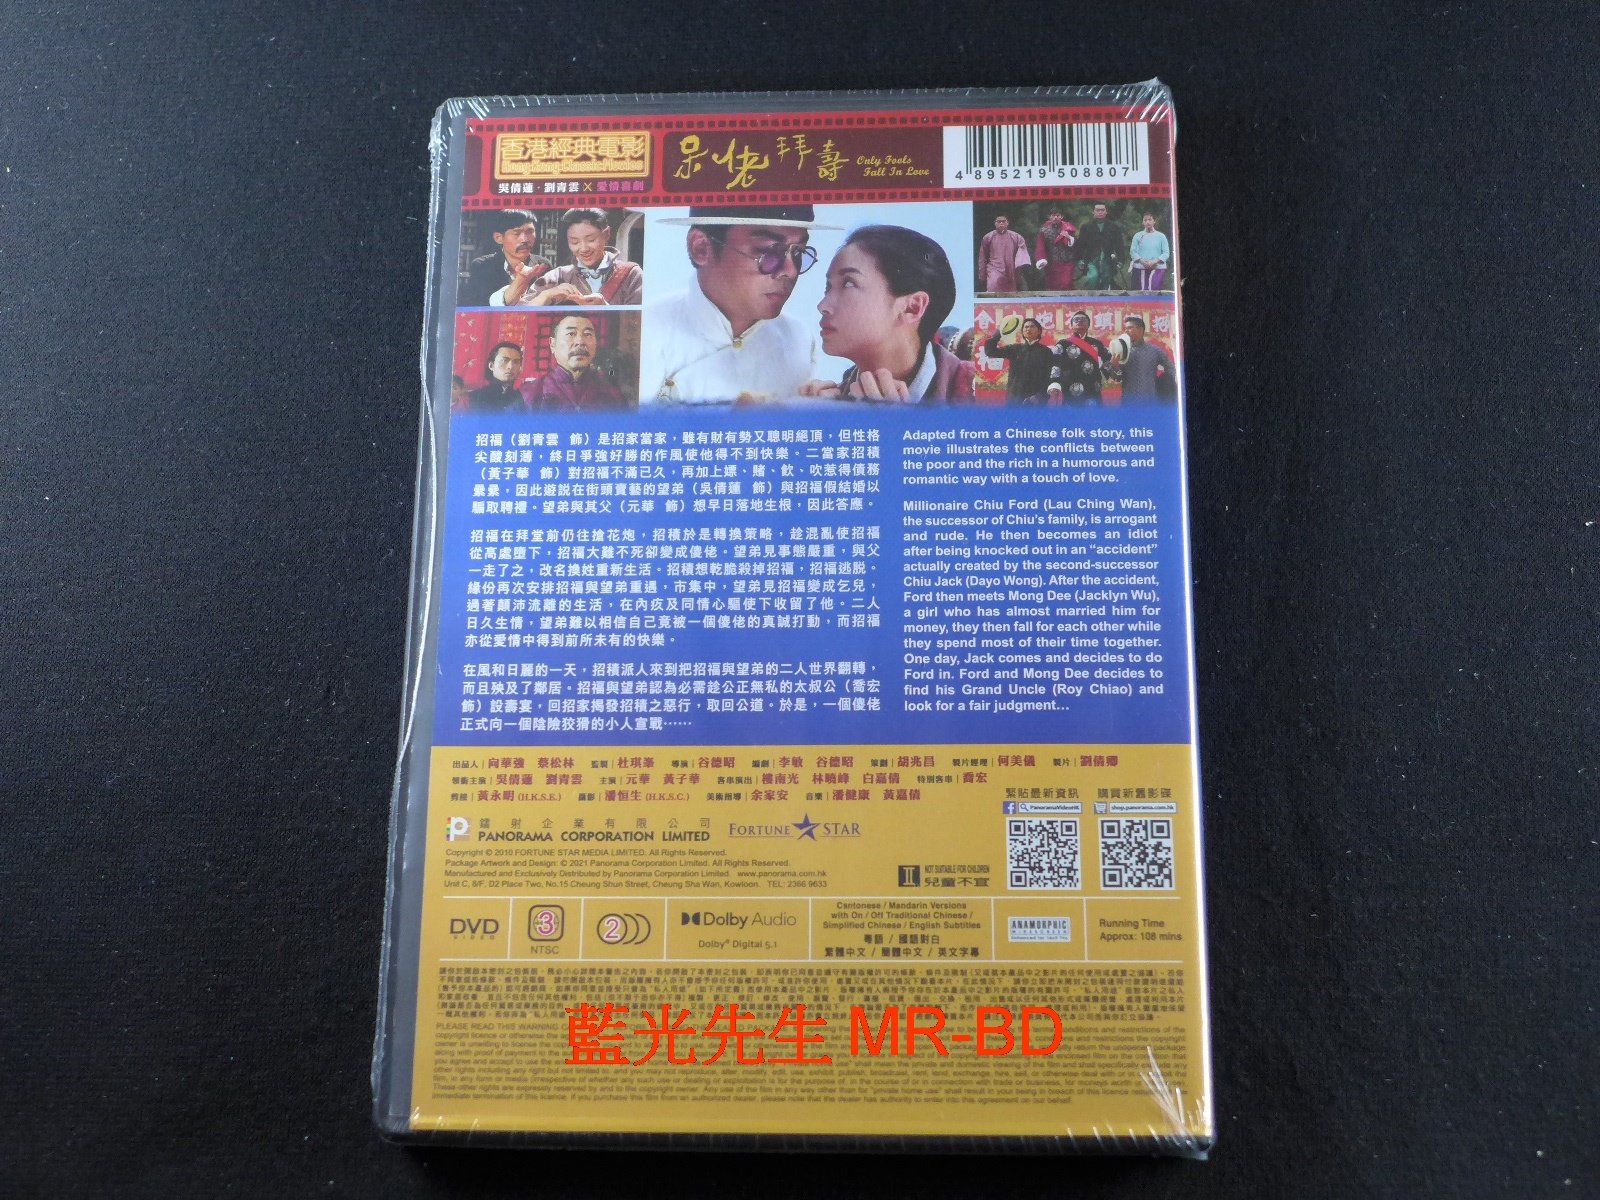 香港經典電影
Hong Kong Classic Movies
吳倩蓮‧劉青雲 × 愛情喜劇
呆佬拜壽
Only Fools
Fall In Love
4 895219 508807
招福（劉青雲 飾）是招家當家，雖有財有勢又聰明絕頂，但性格
尖酸刻薄，終日爭強好勝的作風使他得不到快樂。二當家招積
（黃子華 飾）對招福不滿已久，再加上嫖、賭、飲、吹惹得債務
纍纍，因此遊說在街頭賣藝的望弟（吳倩蓮 飾）與招福假結婚以
騙取聘禮。望弟與其父（元華 飾）想早日落地生根，因此答應。
招福在拜堂前仍往搶花炮，招積於是轉換策略，趁混亂使招福
從高處墮下，招福大難不死卻變成傻佬。望弟見事態嚴重，與父
一走了之，改名換姓重新生活。招積想乾脆殺掉招福，招福逃脫。
緣份再次安排招福與望弟重遇，市集中，望弟見招福變成乞兒，
過著顛沛流離的生活，在內疚及同情心驅使下收留了他。二人
日久生情，望弟難以相信自己竟被一個傻佬的真誠打動，而招福
亦從愛情中得到前所未有的快樂。
在風和日麗的一天，招積派人來到把招福與望弟的二人世界翻轉，
而且殃及了鄰居。招福與望弟認為必需趁公正無私的太叔公（喬宏
飾）設壽宴，回招家揭發招積之惡行，取回公道。於是，一個傻佬
正式向一個陰險狡猾的小人宣戰……
Adapted from a Chinese folk story, this
movie illustrates the conflicts between
the poor and the rich in a humorous and
romantic way with a touch of love.
Millionaire Chiu Ford (Lau Ching Wan),
the successor of Chiu's family, is arrogant
and rude. He then becomes an idiot
after being knocked out in an “accident”
actually created by the second-successor
Chiu Jack (Dayo Wong). After the accident,
Ford then meets Mong Dee (Jacklyn Wu),
a girl who has almost married him for
money, they then fall for each other while
they spend most of their time together.
One day, Jack comes and decides to do
Ford in. Ford and Mong Dee decides to
find his Grand Uncle (Roy Chiao) and
look for a fair judgment…
出品人｜向華強 蔡松林 監製｜杜琪峯 導演｜谷德昭 編劇｜李敏 谷德昭 策劃｜胡兆昌 製片經理｜何美儀 製片｜劉倩卿
領銜主演｜吳倩蓮 劉青雲 主演｜元華 黃子華 客串演出｜樓南光 林曉峰 白嘉倩 特別客串｜喬宏
剪接｜黃永明 (H.K.S.E.) 攝影｜潘恒生 (H.K.S.C.) 美術指導｜余家安 音樂｜潘健康 黃嘉倩
緊貼最新資訊
PanoramaVideoHK
購買新舊影碟
shop.panorama.com.hk
鐳射企業有限公司
PANORAMA CORPORATION LIMITED
FORTUNE STAR
Copyright © 2010 FORTUNE STAR MEDIA LIMITED. All Rights Reserved.
Package Artwork and Design: © 2021 Panorama Corporation Limited. All Rights Reserved.
Manufactured and Exclusively Distributed by Panorama Corporation Limited. www.panorama.com.hk
Unit C, 8/F, D2 Place Two, No.15 Cheung Shun Street, Cheung Sha Wan, Kowloon. TEL: 2366 9633
II NOT SUITABLE FOR CHILDREN
兒童不宜
DVD
VIDEO
3
NTSC
2
Dolby Audio
Dolby® Digital 5.1
Cantonese / Mandarin Versions
with On / Off Traditional Chinese /
Simplified Chinese / English Subtitles
粵語 / 國語對白
繁體中文 / 簡體中文 / 英文字幕
ANAMORPHIC
WIDESCREEN
Running Time
Approx: 108 mins
藍光先生 MR-BD